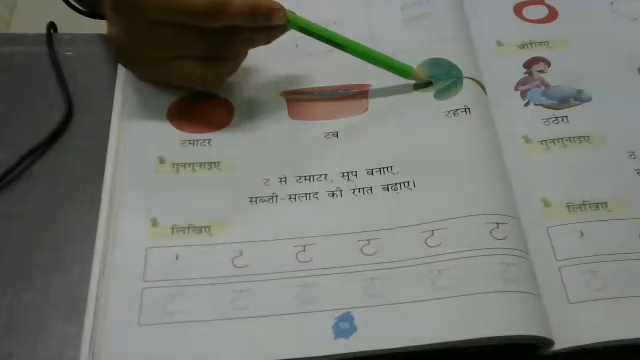 टमाटर
टब
टहनी
गुनगुनाइए
ट से टमाटर, सूप बनाए,
सब्ज़ी-सलाद की रंगत बढ़ाए।
लिखिए
ट ट ट ट ट
ट ट ट ट ट ट
बोलिए
ठठेरा
गुनगुनाइए
लिखिए